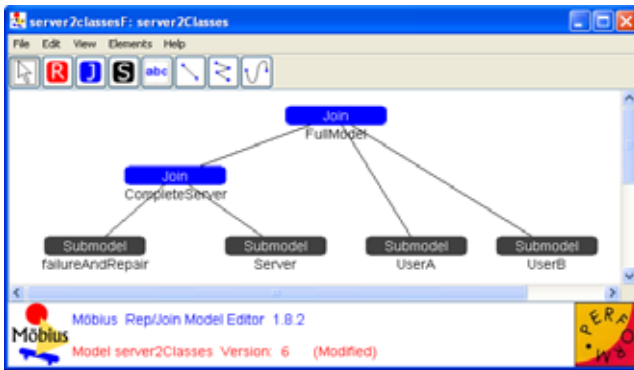 server2classesF: server2Classes
File Edit View Elements Help
R J S abc
Join
FullModel
Join
CompleteServer
Submodel Submodel Submodel Submodel
failureAndRepair Server UserA UserB
Möbius Rep/Join Model Editor 1.8.2
Möbius
Model server2Classes Version: 6 (Modified)
PERFORM